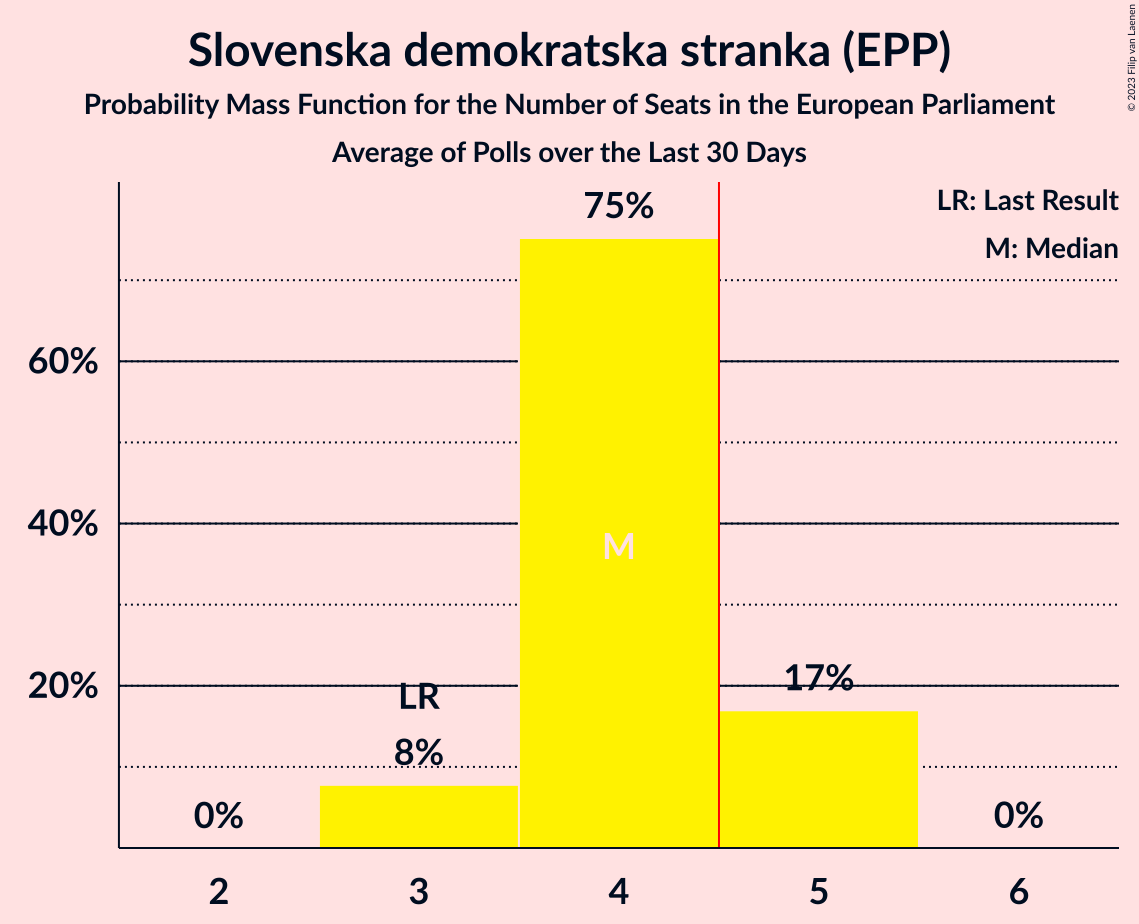 Slovenska demokratska stranka (EPP)
Probability Mass Function for the Number of Seats in the European Parliament
Average of Polls over the Last 30 Days
© 2023 Filip van Laenen
LR: Last Result
M: Median
75%
60%
40%
M
20%
17%
LR
8%
0%
0%
2
3
4
5
6